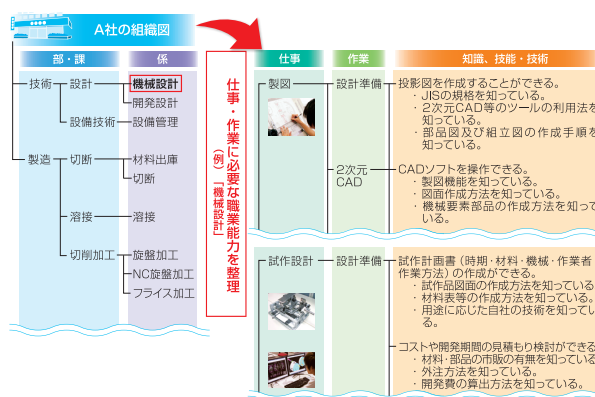 A社の組織図
部・課
係
技術
設計
機械設計
開発設計
設備技術
設備管理
製造
切断
材料出庫
切断
溶接
溶接
切削加工
旋盤加工
NC旋盤加工
フライス加工
仕事・作業に必要な職業能力を整理
（例）「機械設計」
仕事
作業
知識、技能・技術
製図
設計準備
投影図を作成することができる。
・JISの規格を知っている。
・2次元CAD等のツールの利用法を
知っている。
・部品図及び組立図の作成手順を
知っている。
2次元
CAD
CADソフトを操作できる。
・製図機能を知っている。
・図面作成方法を知っている。
・機械要素部品の作成方法を知って
いる。
試作設計
設計準備
試作計画書（時期･材料･機械･作業者
作業方法）の作成ができる。
・試作品図面の作成方法を知っている
・材料表等の作成方法を知っている。
・用途に応じた自社の技術を知ってい
る。
コストや開発期間の見積もり検討ができる
・材料･部品の市販の有無を知っている
・外注方法を知っている。
・開発費の算出方法を知っている。